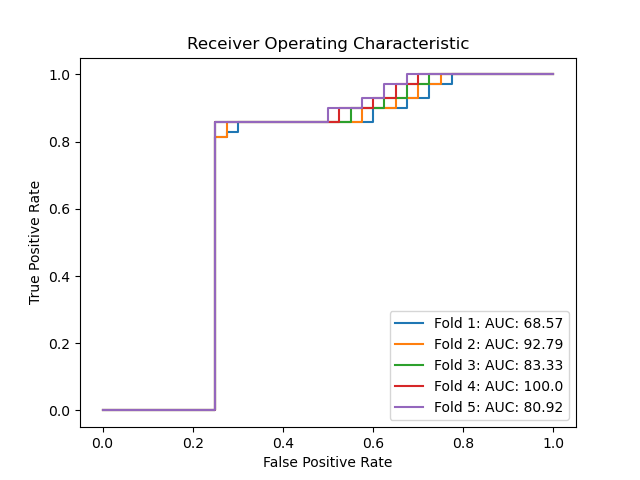 Receiver Operating Characteristic
1.0
0.8
0.6
0.4
0.2
0.0
True Positive Rate
Fold 1: AUC: 68.57
Fold 2: AUC: 92.79
Fold 3: AUC: 83.33
Fold 4: AUC: 100.0
Fold 5: AUC: 80.92
0.0 0.2 0.4 0.6 0.8 1.0
False Positive Rate